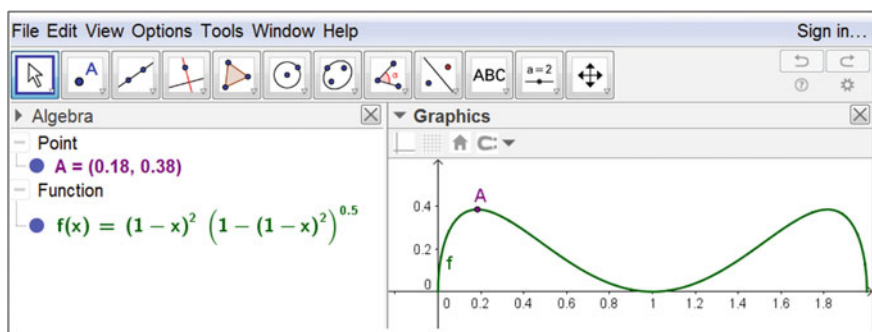 File Edit View Options Tools Window Help Sign in...
A α ABC a=2
Algebra Graphics
Point
A = (0.18, 0.38)
Function
f(x) = (1 − x)² (1 − (1 − x)²)^0.5
A
0.4
0.2
f
0
0 0.2 0.4 0.6 0.8 1 1.2 1.4 1.6 1.8